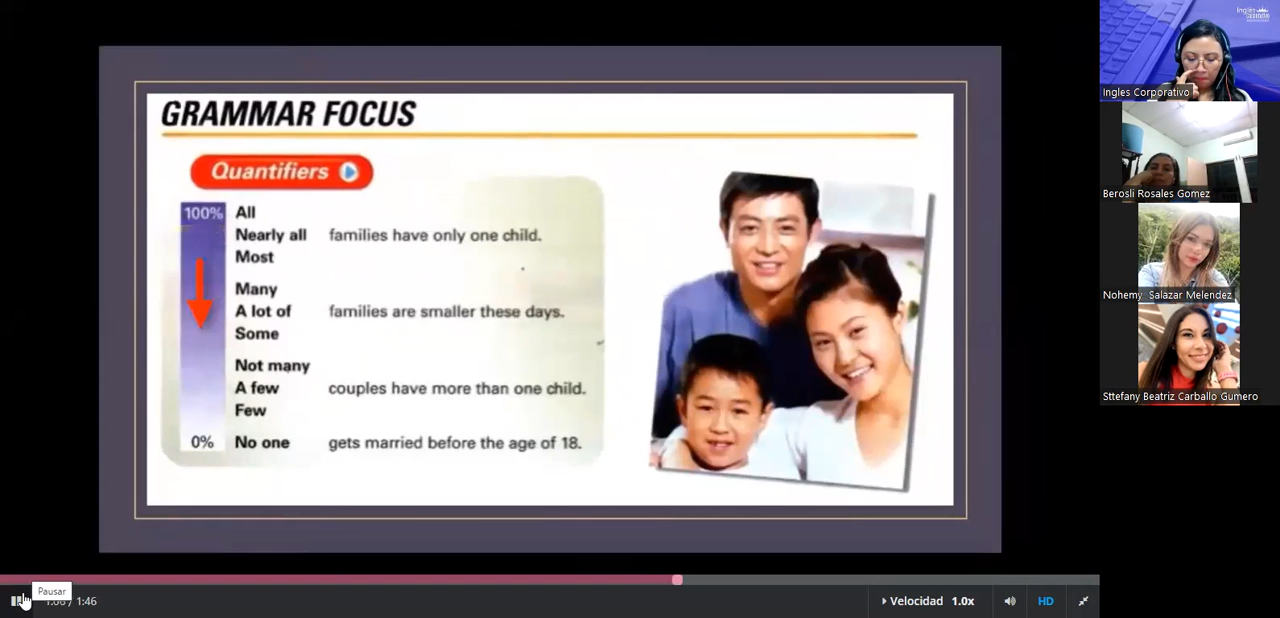 GRAMMAR FOCUS
Quantifiers
100% All
Nearly all families have only one child.
Most
Many
A lot of families are smaller these days.
Some
Not many
A few couples have more than one child.
Few
0% No one gets married before the age of 18.
Ingles Corporativo
Berosli Rosales Gomez
Nohemy Salazar Melendez
Sttefany Beatriz Carballo Gumero
Pausar
1:06 / 1:46
Velocidad 1.0x
HD